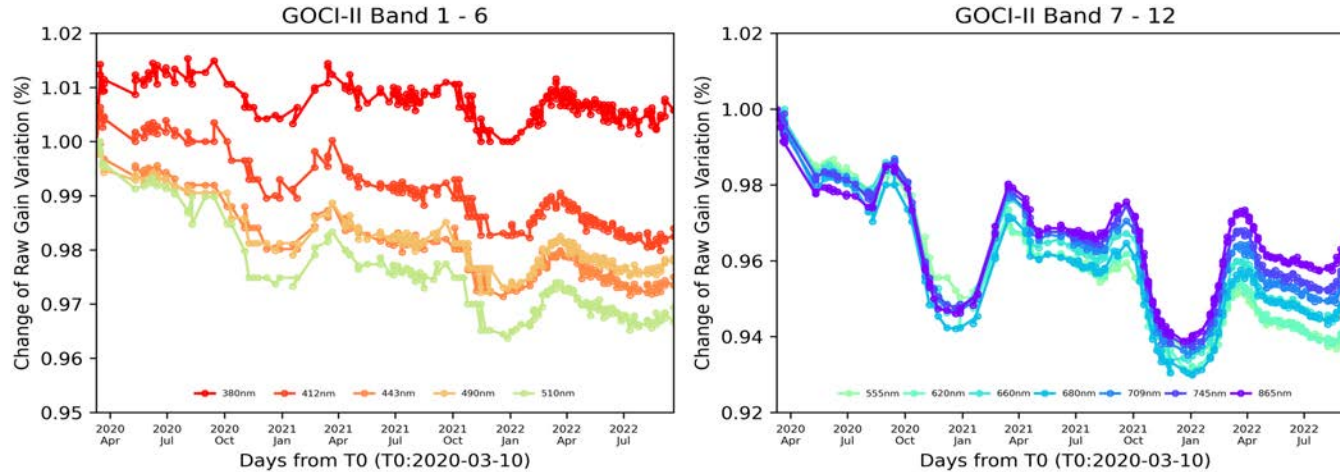 GOCI-II Band 1 - 6
Change of Raw Gain Variation (%)
1.02
1.01
1.00
0.99
0.98
0.97
0.96
0.95
380nm 412nm 443nm 490nm 510nm
2020 2020 2020 2021 2021 2021 2021 2022 2022 2022
Apr Jul Oct Jan Apr Jul Oct Jan Apr Jul
Days from T0 (T0:2020-03-10)
GOCI-II Band 7 - 12
Change of Raw Gain Variation (%)
1.02
1.00
0.98
0.96
0.94
0.92
555nm 620nm 660nm 680nm 709nm 745nm 865nm
2020 2020 2020 2021 2021 2021 2021 2022 2022 2022
Apr Jul Oct Jan Apr Jul Oct Jan Apr Jul
Days from T0 (T0:2020-03-10)